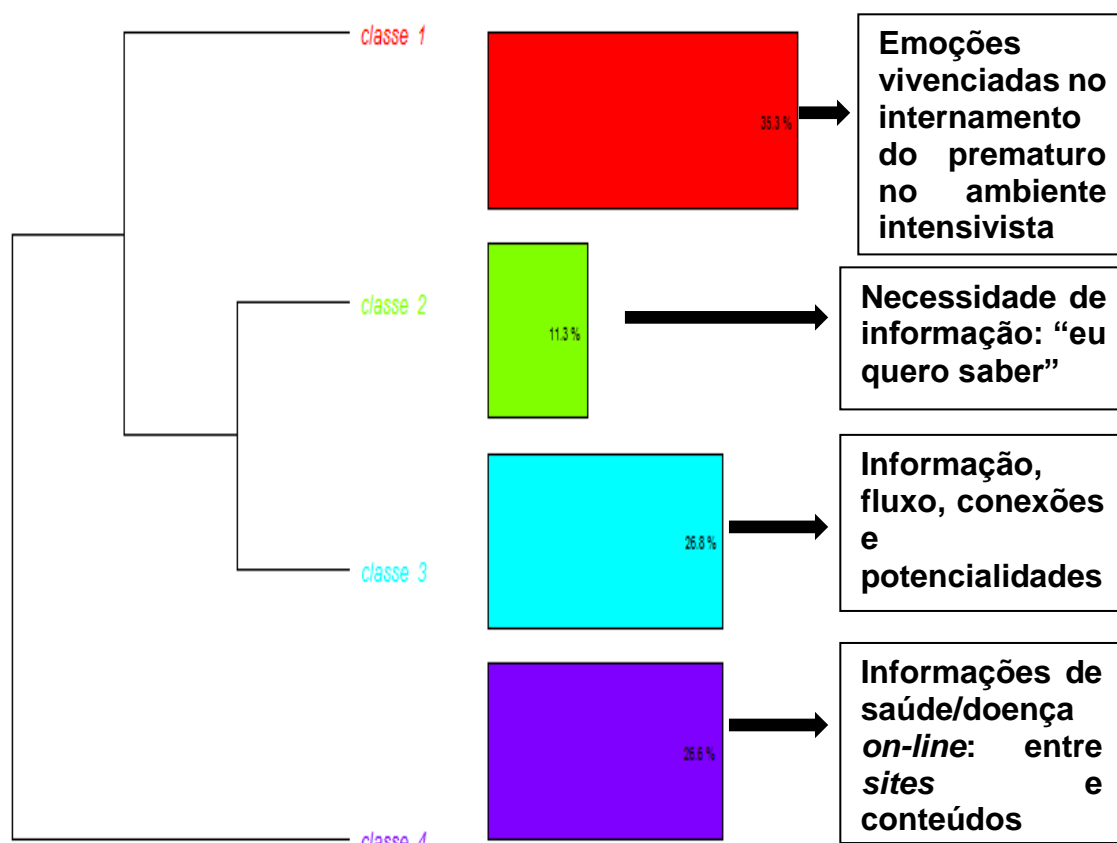 classe 1
35.3 %
Emoções
vivenciadas no
internamento
do prematuro
no ambiente
intensivista
classe 2
11.3 %
Necessidade de
informação: “eu
quero saber”
classe 3
26.8 %
Informação,
fluxo, conexões
e
potencialidades
classe 4
26.6 %
Informações de
saúde/doença
on-line: entre
sites e
conteúdos